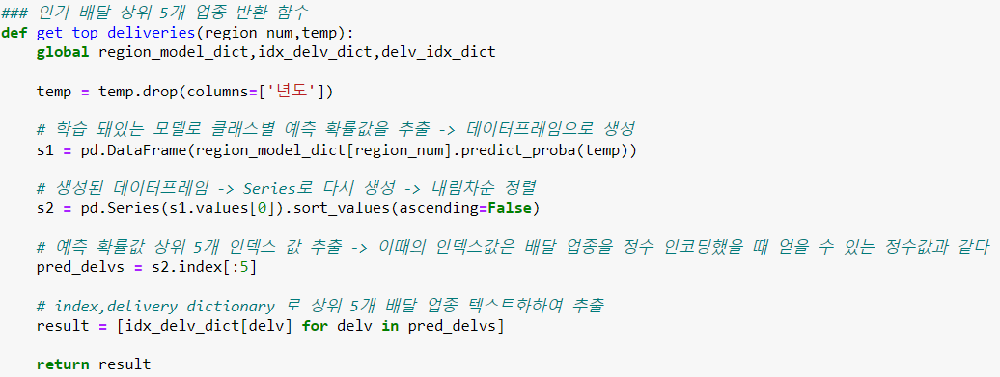 ### 인기 배달 상위 5개 업종 반환 함수
def get_top_deliveries(region_num,temp):
    global region_model_dict,idx_delv_dict,delv_idx_dict

    temp = temp.drop(columns=['년도'])

    # 학습 돼있는 모델로 클래스별 예측 확률값을 추출 -> 데이터프레임으로 생성
    s1 = pd.DataFrame(region_model_dict[region_num].predict_proba(temp))

    # 생성된 데이터프레임 -> Series로 다시 생성 -> 내림차순 정렬
    s2 = pd.Series(s1.values[0]).sort_values(ascending=False)

    # 예측 확률값 상위 5개 인덱스 값 추출 -> 이때의 인덱스값은 배달 업종을 정수 인코딩했을 때 얻을 수 있는 정수값과 같다
    pred_delvs = s2.index[:5]

    # index,delivery dictionary 로 상위 5개 배달 업종 텍스트화하여 추출
    result = [idx_delv_dict[delv] for delv in pred_delvs]

    return result